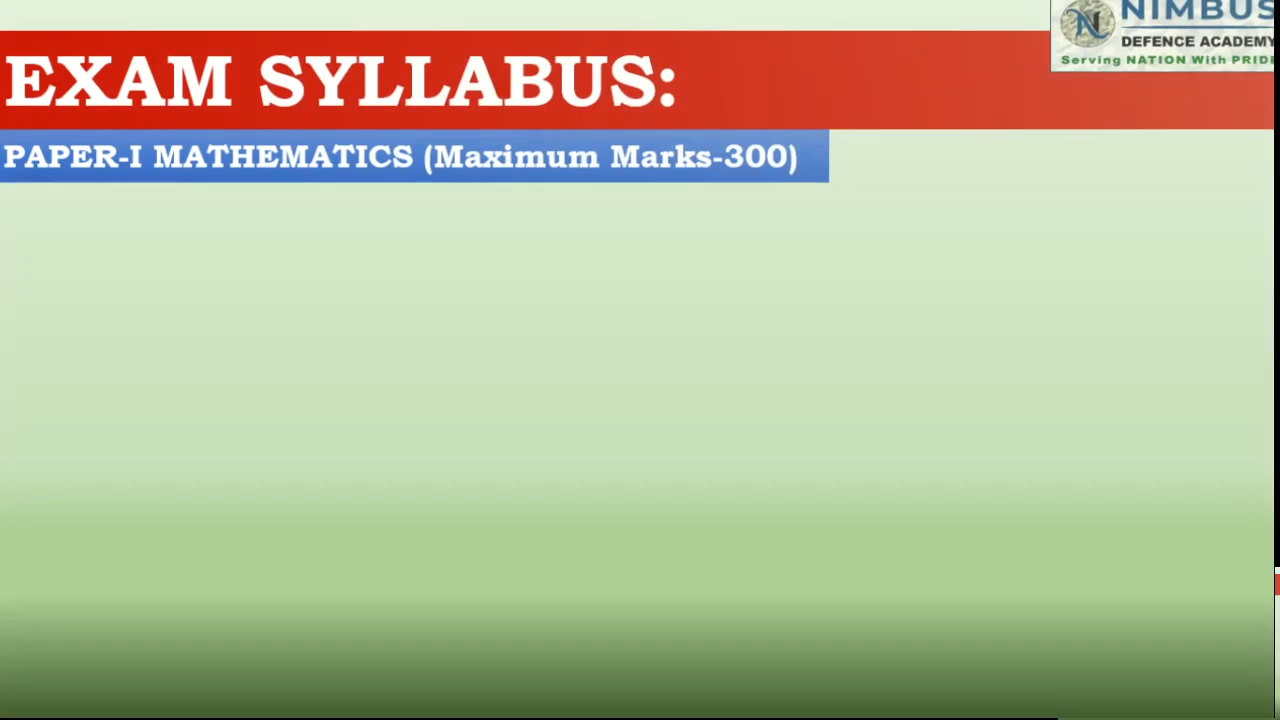 NIMBUS
DEFENCE ACADEMY
Serving NATION With PRIDE
EXAM SYLLABUS:
PAPER-I MATHEMATICS (Maximum Marks-300)